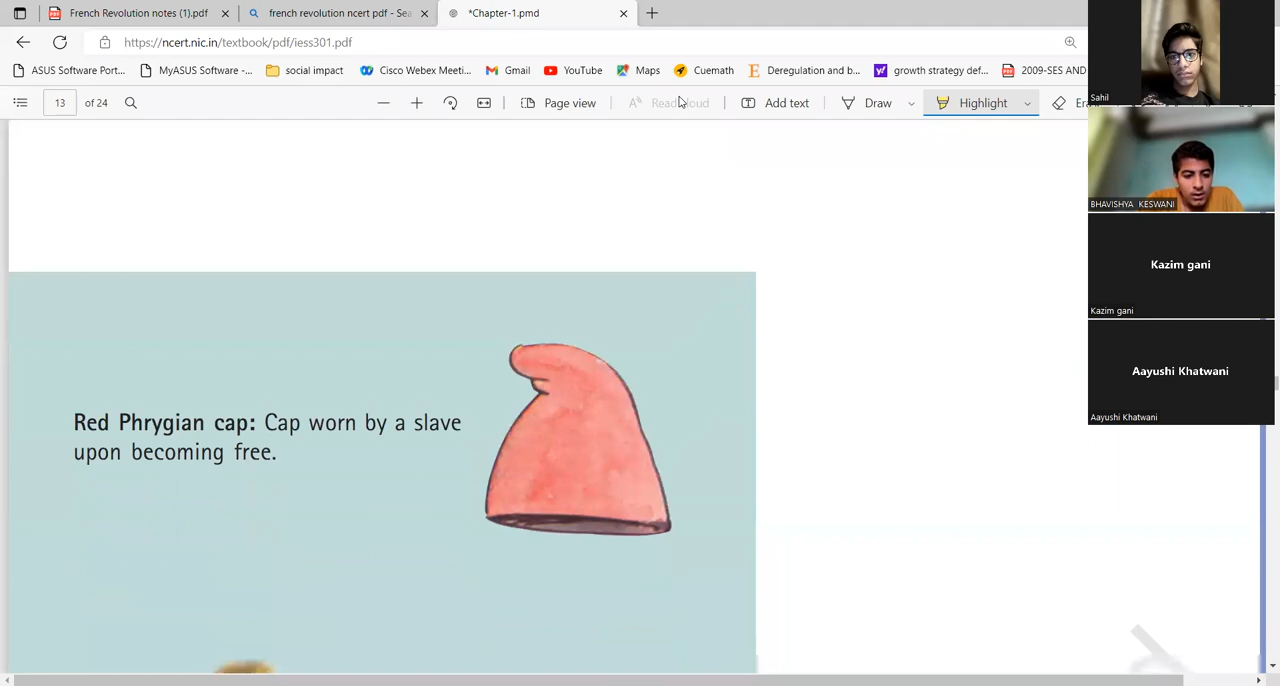 French Revolution notes (1).pdf
french revolution ncert pdf - Sea
*Chapter-1.pmd
https://ncert.nic.in/textbook/pdf/iess301.pdf
ASUS Software Port...
MyASUS Software -...
social impact
Cisco Webex Meeti...
Gmail
YouTube
Maps
Cuemath
Deregulation and b...
growth strategy def...
2009-SES AND
13 of 24
Page view
Read aloud
Add text
Draw
Highlight
Red Phrygian cap: Cap worn by a slave
upon becoming free.
Sahil
BHAVISHYA KESWANI
Kazim gani
Kazim gani
Aayushi Khatwani
Aayushi Khatwani